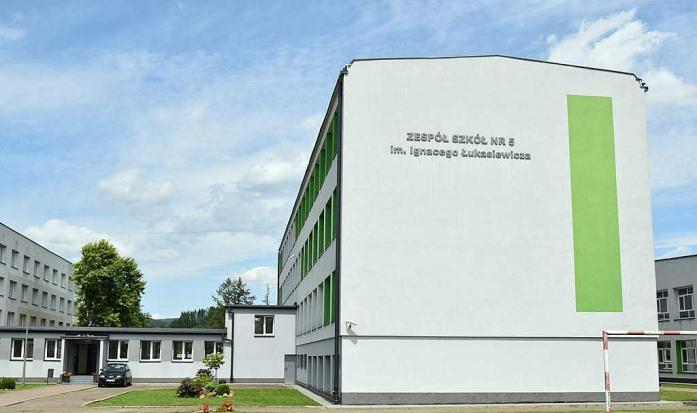 ZESPÓŁ SZKÓŁ NR 5
im. Ignacego Łukasiewicza